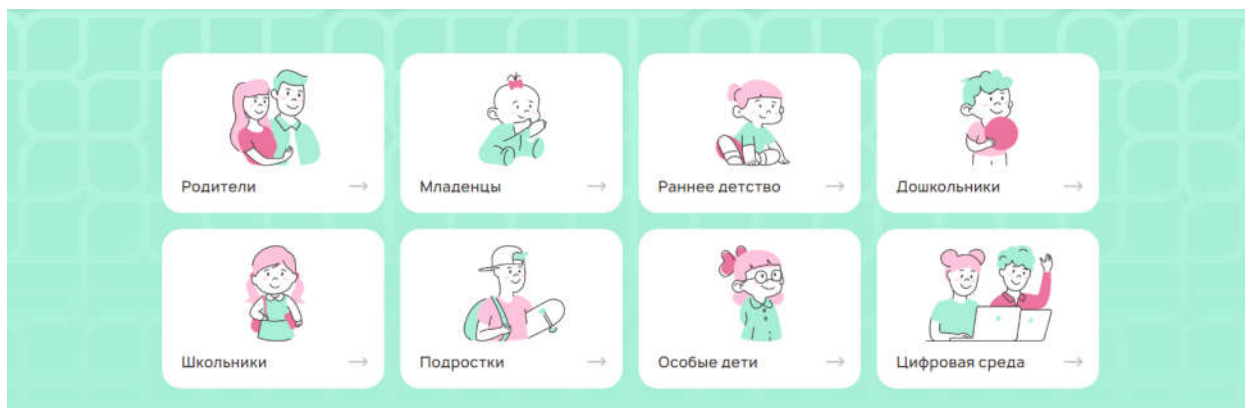 Родители
Младенцы
Раннее детство
Дошкольники
Школьники
Подростки
Особые дети
Цифровая среда